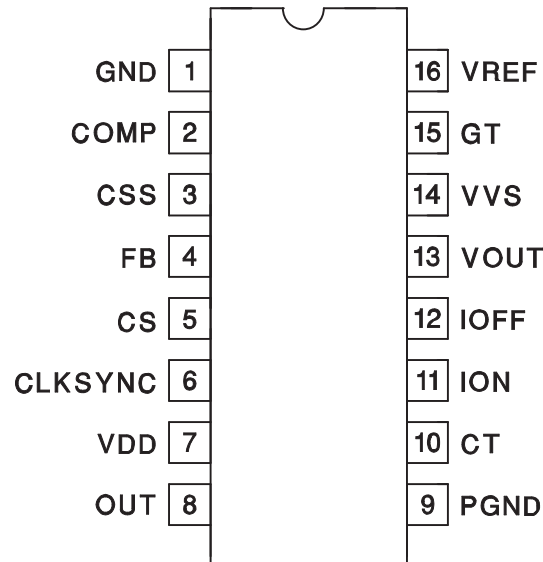 GND 1 16 VREF
COMP 2 15 GT
CSS 3 14 VVS
FB 4 13 VOUT
CS 5 12 IOFF
CLKSYNC 6 11 ION
VDD 7 10 CT
OUT 8 9 PGND